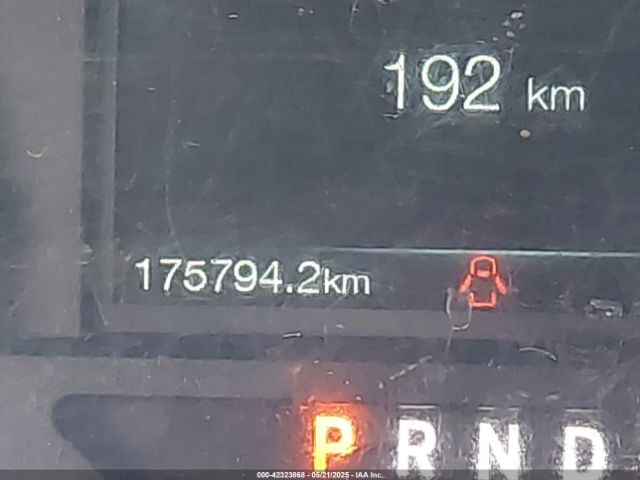 192 km
175794.2km
P R N D
000-42323868 - 05/21/2025 - IAA Inc.